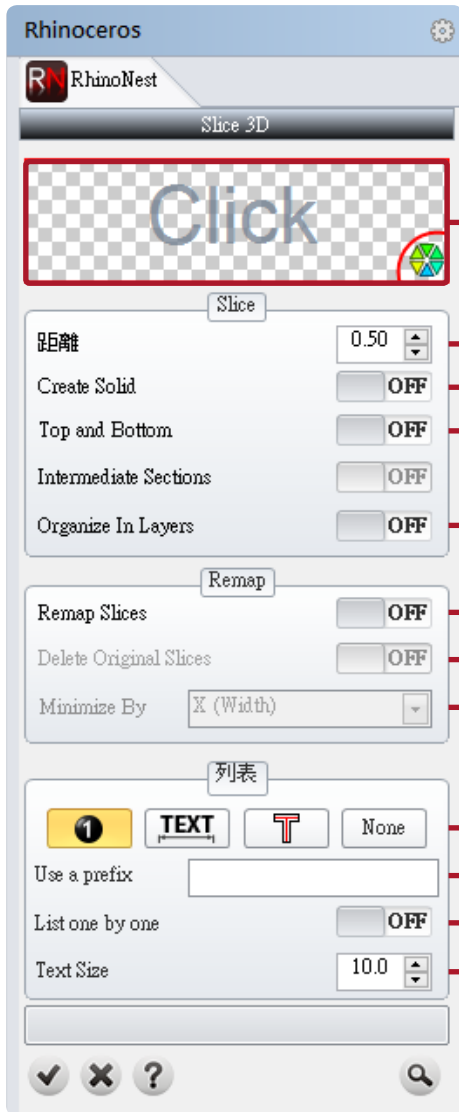 Rhinoceros
RN RhinoNest
Slice 3D
Click
Slice
距離 0.50
Create Solid OFF
Top and Bottom OFF
Intermediate Sections OFF
Organize In Layers OFF
Remap
Remap Slices OFF
Delete Original Slices OFF
Minimize By X (Width)
列表
1 TEXT T None
Use a prefix
List one by one OFF
Text Size 10.0
?